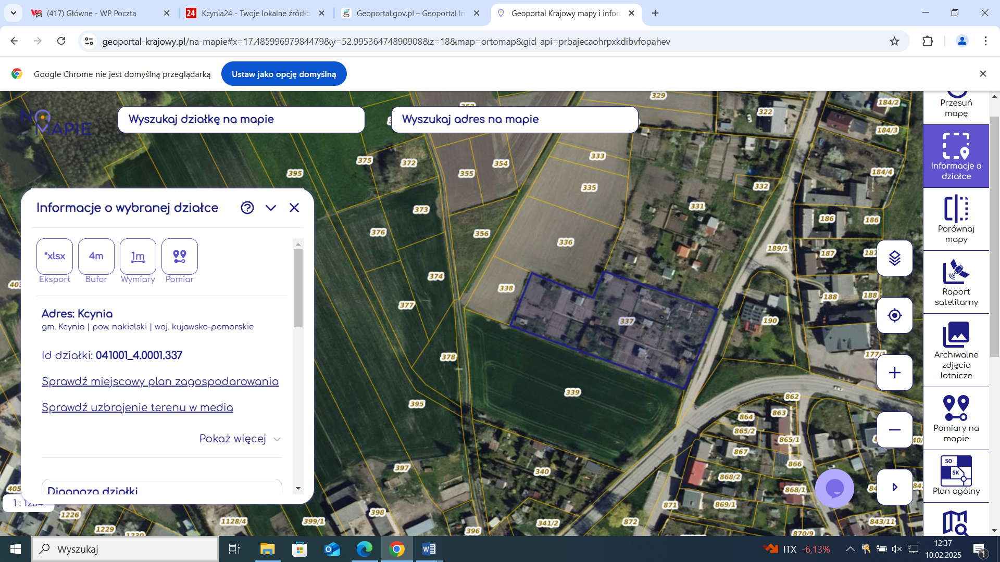 (417) Główne - WP Poczta
Kcynia24 - Twoje lokalne źródło
Geoportal.gov.pl – Geoportal In
Geoportal Krajowy mapy i infor
geoportal-krajowy.pl/na-mapie#x=17.48599697984479&y=52.99536474890908&z=18&map=ortomap&gid_api=prbajecaohrpxkdibvfopahev
Google Chrome nie jest domyślną przeglądarką
Ustaw jako opcję domyślną
NA MAPIE
Wyszukaj działkę na mapie
Wyszukaj adres na mapie
Informacje o wybranej działce
*xlsx
4m
1m
Eksport
Bufor
Wymiary
Pomiar
Adres: Kcynia
gm. Kcynia | pow. nakielski | woj. kujawsko-pomorskie
Id działki: 041001_4.0001.337
Sprawdź miejscowy plan zagospodarowania
Sprawdź uzbrojenie terenu w media
Pokaż więcej
Diagnoza działki
329
322
184/2
184/3
184/4
333
375
372
354
355
395
335
332
373
331
186
186
376
356
336
189/1
187
187
374
338
188
188
377
337
190
378
177/1
339
395
862
863
864
865/2
865/1
867
866
397
340
868/2
868/1
871
869/1
398
341/2
872
843/11
396
870/9
403
405
1226
1128/4
399/1
1229
1230
Przesuń mapę
Informacje o działce
Porównaj mapy
Raport satelitarny
Archiwalne zdjęcia lotnicze
Pomiary na mapie
SO
SK
Plan ogólny
Wyszukaj
ITX -6,13%
12:37
10.02.2025
1